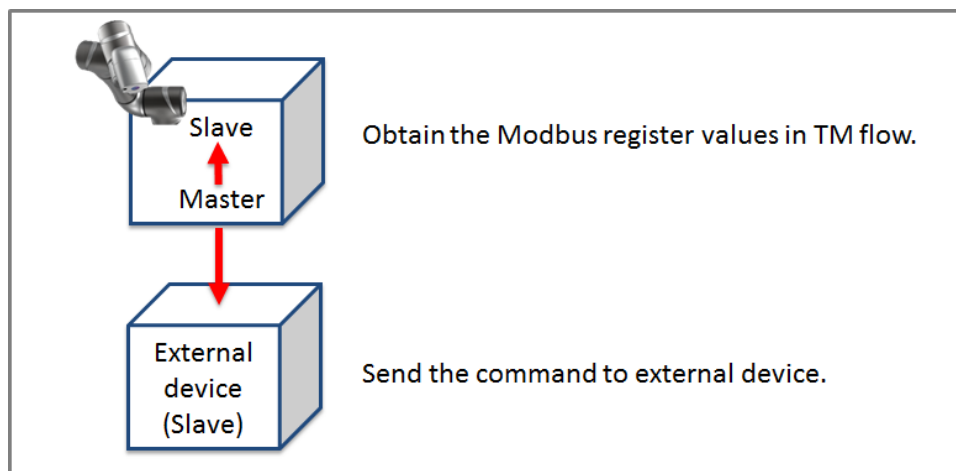 Slave
Obtain the Modbus register values in TM flow.
Master
External
device
(Slave)
Send the command to external device.